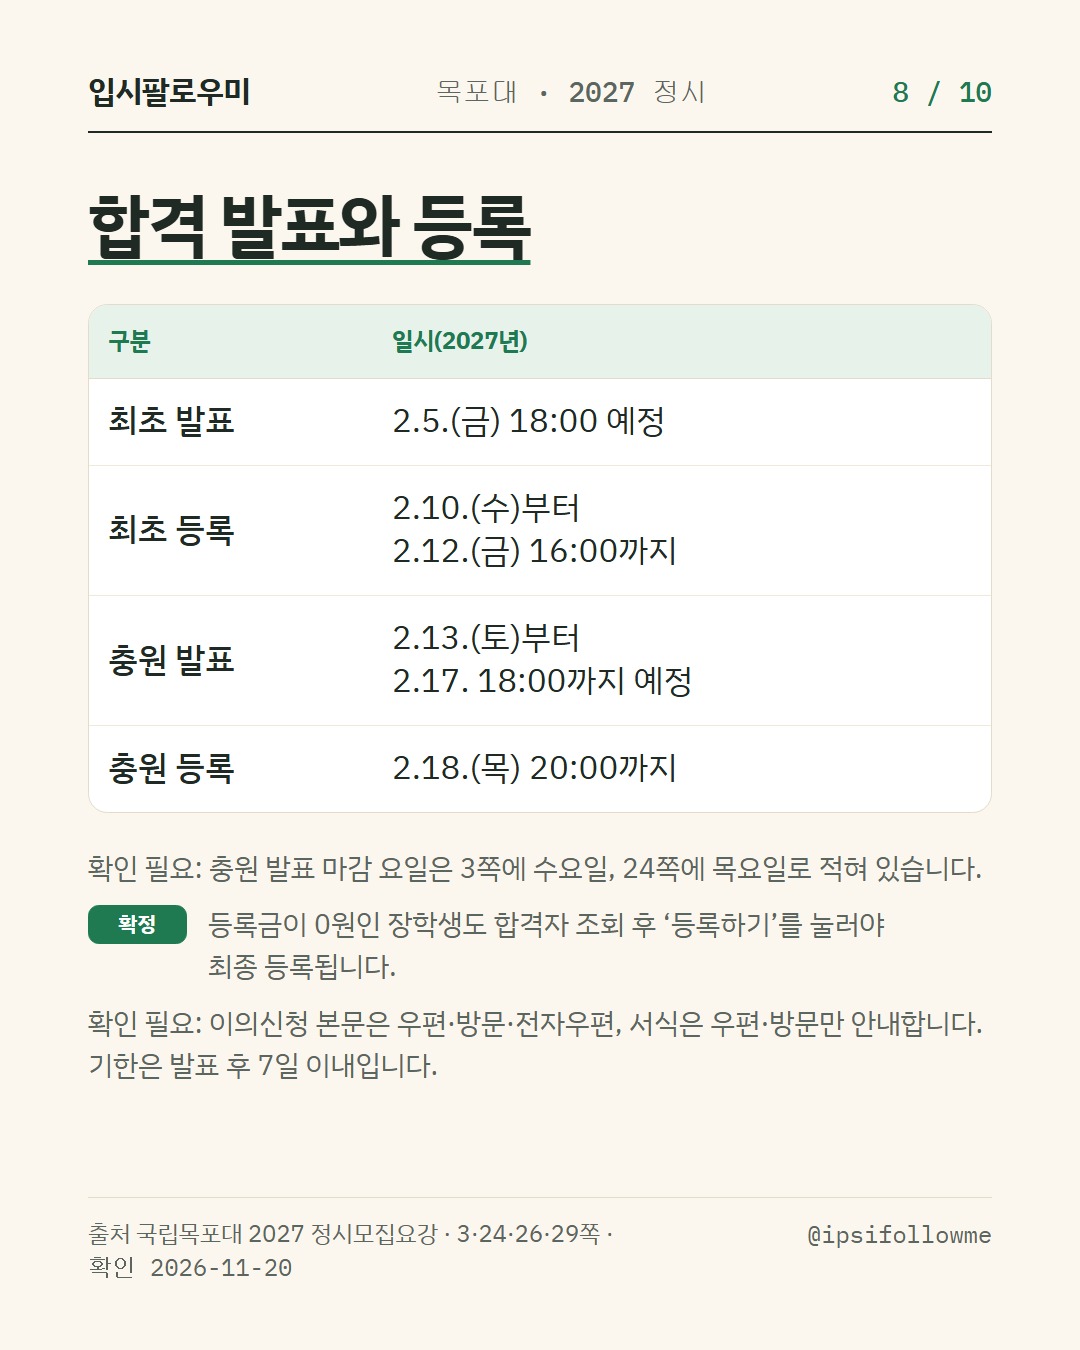 입시팔로우미
목포대 · 2027 정시
8 / 10
합격 발표와 등록
구분 일시(2027년)
최초 발표 2.5.(금) 18:00 예정
최초 등록 2.10.(수)부터
2.12.(금) 16:00까지
충원 발표 2.13.(토)부터
2.17. 18:00까지 예정
충원 등록 2.18.(목) 20:00까지
확인 필요: 충원 발표 마감 요일은 3쪽에 수요일, 24쪽에 목요일로 적혀 있습니다.
확정 등록금이 0원인 장학생도 합격자 조회 후 ‘등록하기’를 눌러야
최종 등록됩니다.
확인 필요: 이의신청 본문은 우편·방문·전자우편, 서식은 우편·방문만 안내합니다.
기한은 발표 후 7일 이내입니다.
출처 국립목포대 2027 정시모집요강 · 3·24·26·29쪽 ·
확인 2026-11-20
@ipsifollowme